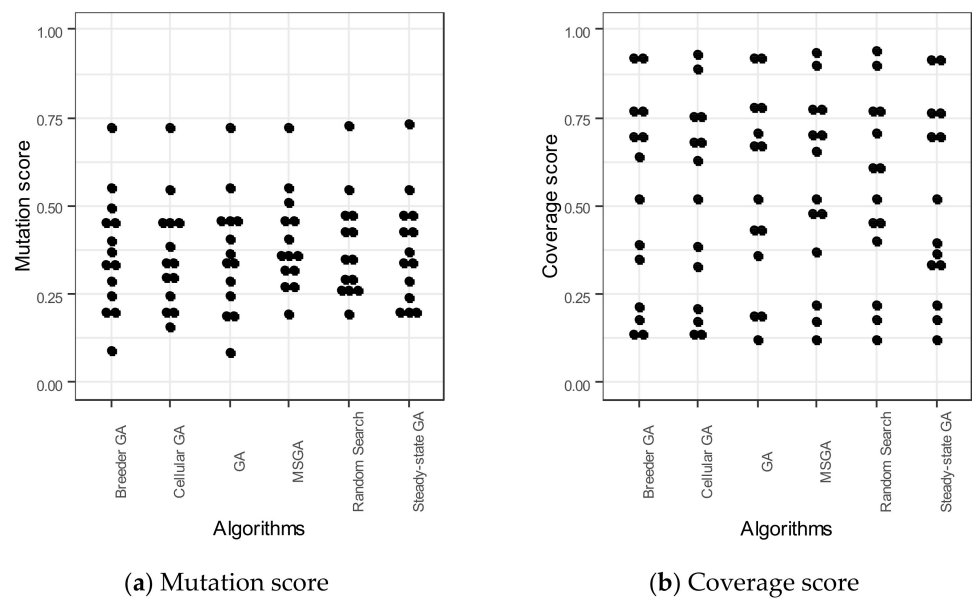 Mutation score
1.00
0.75
0.50
0.25
0.00
Breeder GA
Cellular GA
GA
MSGA
Random Search
Steady-state GA
Algorithms
(a) Mutation score
Coverage score
1.00
0.75
0.50
0.25
0.00
Breeder GA
Cellular GA
GA
MSGA
Random Search
Steady-state GA
Algorithms
(b) Coverage score